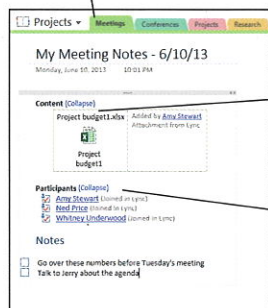 Projects
Meetings
Conferences
Projects
Research
My Meeting Notes - 6/10/13
Monday, June 10, 2013 10:01 PM
Content (Collapse)
Project budget1.xlsx
Added by Amy Stewart
Attachment from Lync
Project
budget1
Participants (Collapse)
Amy Stewart (Joined in Lync)
Ned Price (Joined in Lync)
Whitney Underwood (Joined in Lync)
Notes
Go over these numbers before Tuesday's meeting
Talk to Jerry about the agenda